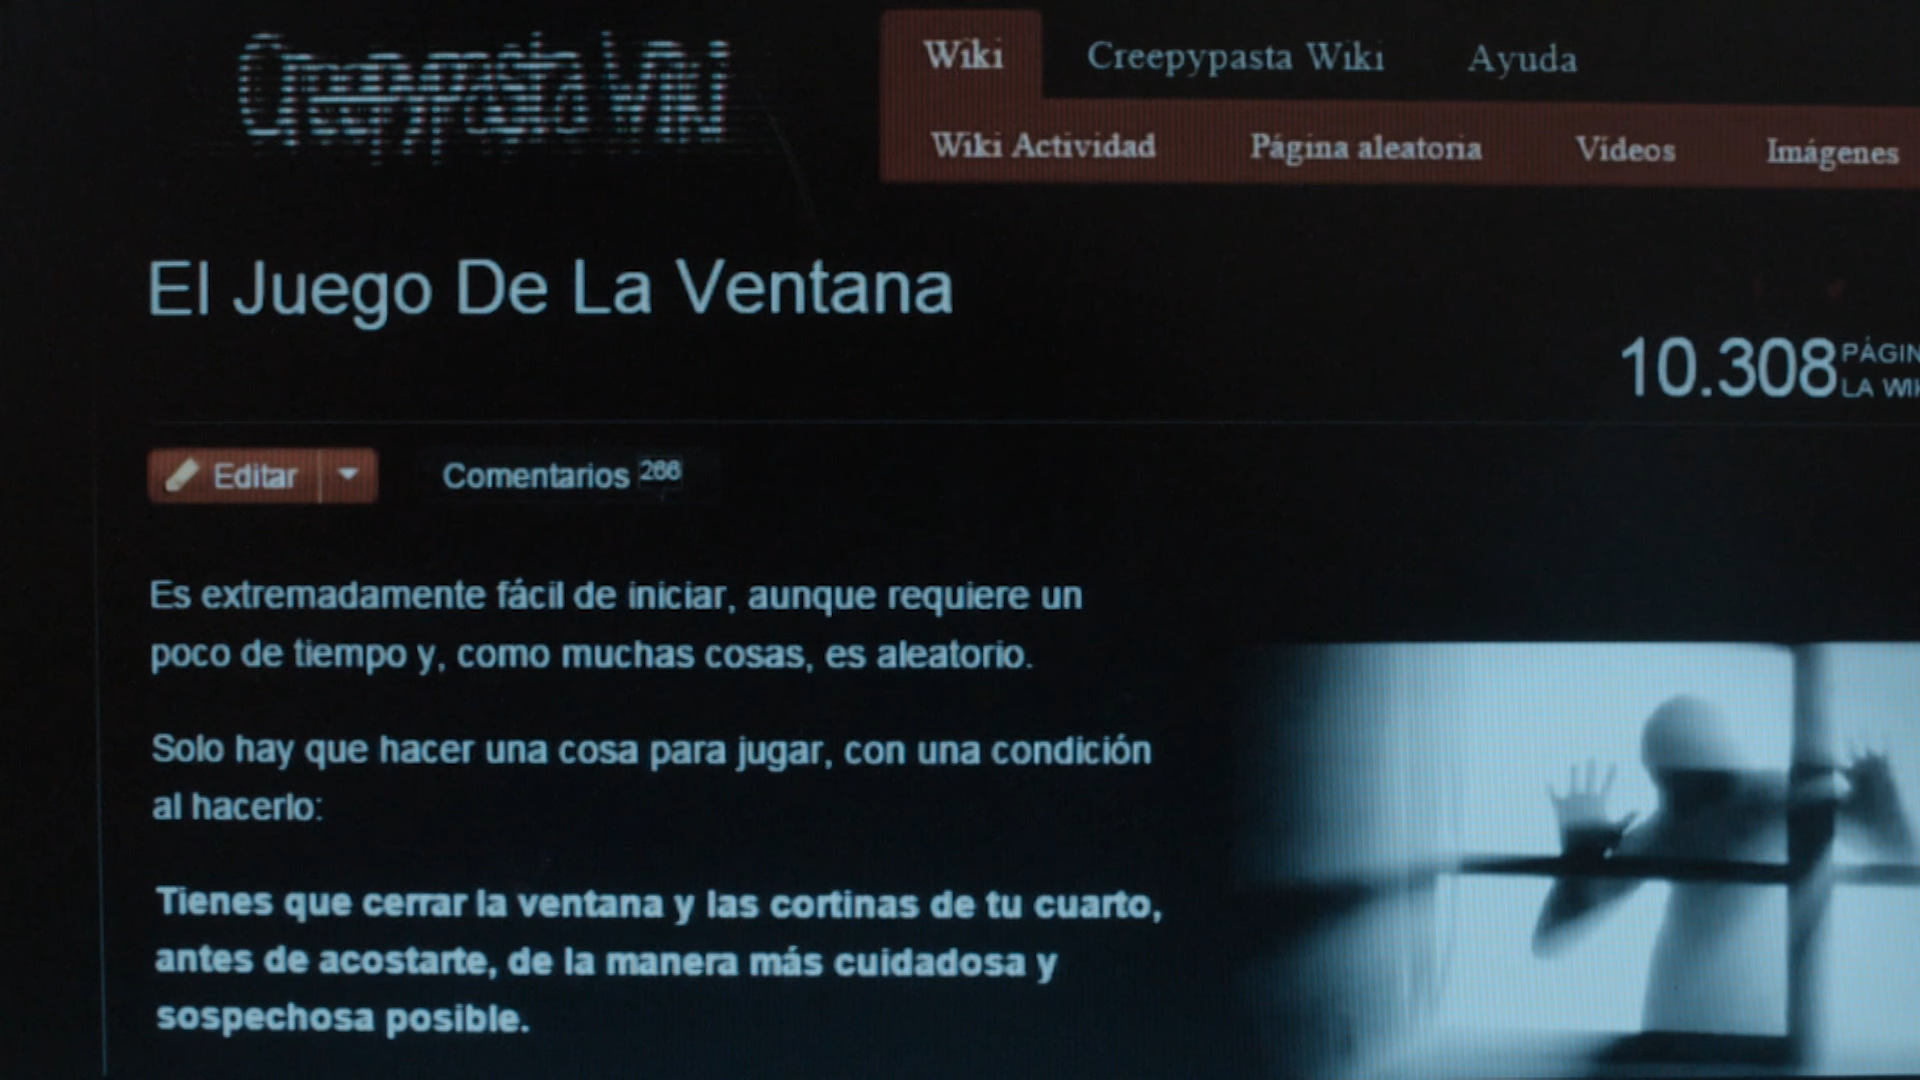 Creepypasta Wiki
Wiki
Creepypasta Wiki
Ayuda
Wiki Actividad
Página aleatoria
Vídeos
Imágenes
El Juego De La Ventana
10.308
LA
Editar
Comentarios 266
Es extremadamente fácil de iniciar, aunque requiere un
poco de tiempo y, como muchas cosas, es aleatorio.
Solo hay que hacer una cosa para jugar, con una condición
al hacerlo:
Tienes que cerrar la ventana y las cortinas de tu cuarto,
antes de acostarte, de la manera más cuidadosa y
sospechosa posible.